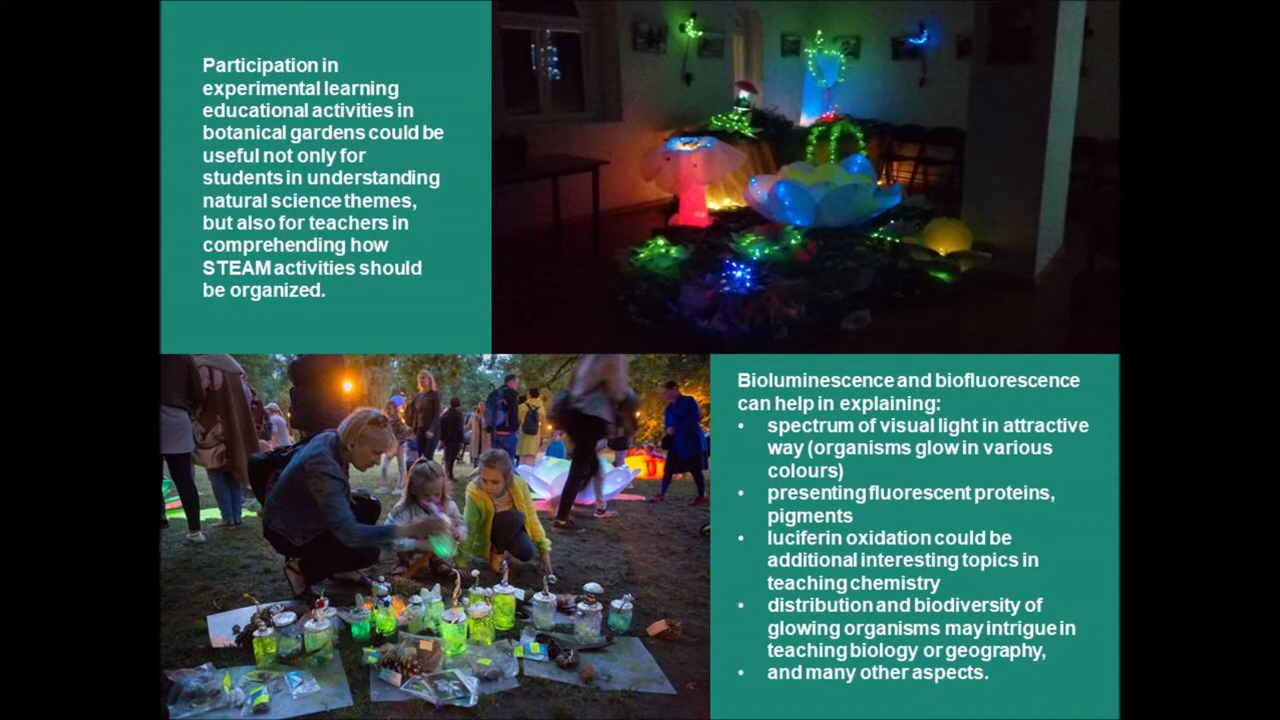 Participation in
experimental learning
educational activities in
botanical gardens could be
useful not only for
students in understanding
natural science themes,
but also for teachers in
comprehending how
STEAM activities should
be organized.
Bioluminescence and biofluorescence
can help in explaining:
• spectrum of visual light in attractive
way (organisms glow in various
colours)
• presenting fluorescent proteins,
pigments
• luciferin oxidation could be
additional interesting topics in
teaching chemistry
• distribution and biodiversity of
glowing organisms may intrigue in
teaching biology or geography,
• and many other aspects.